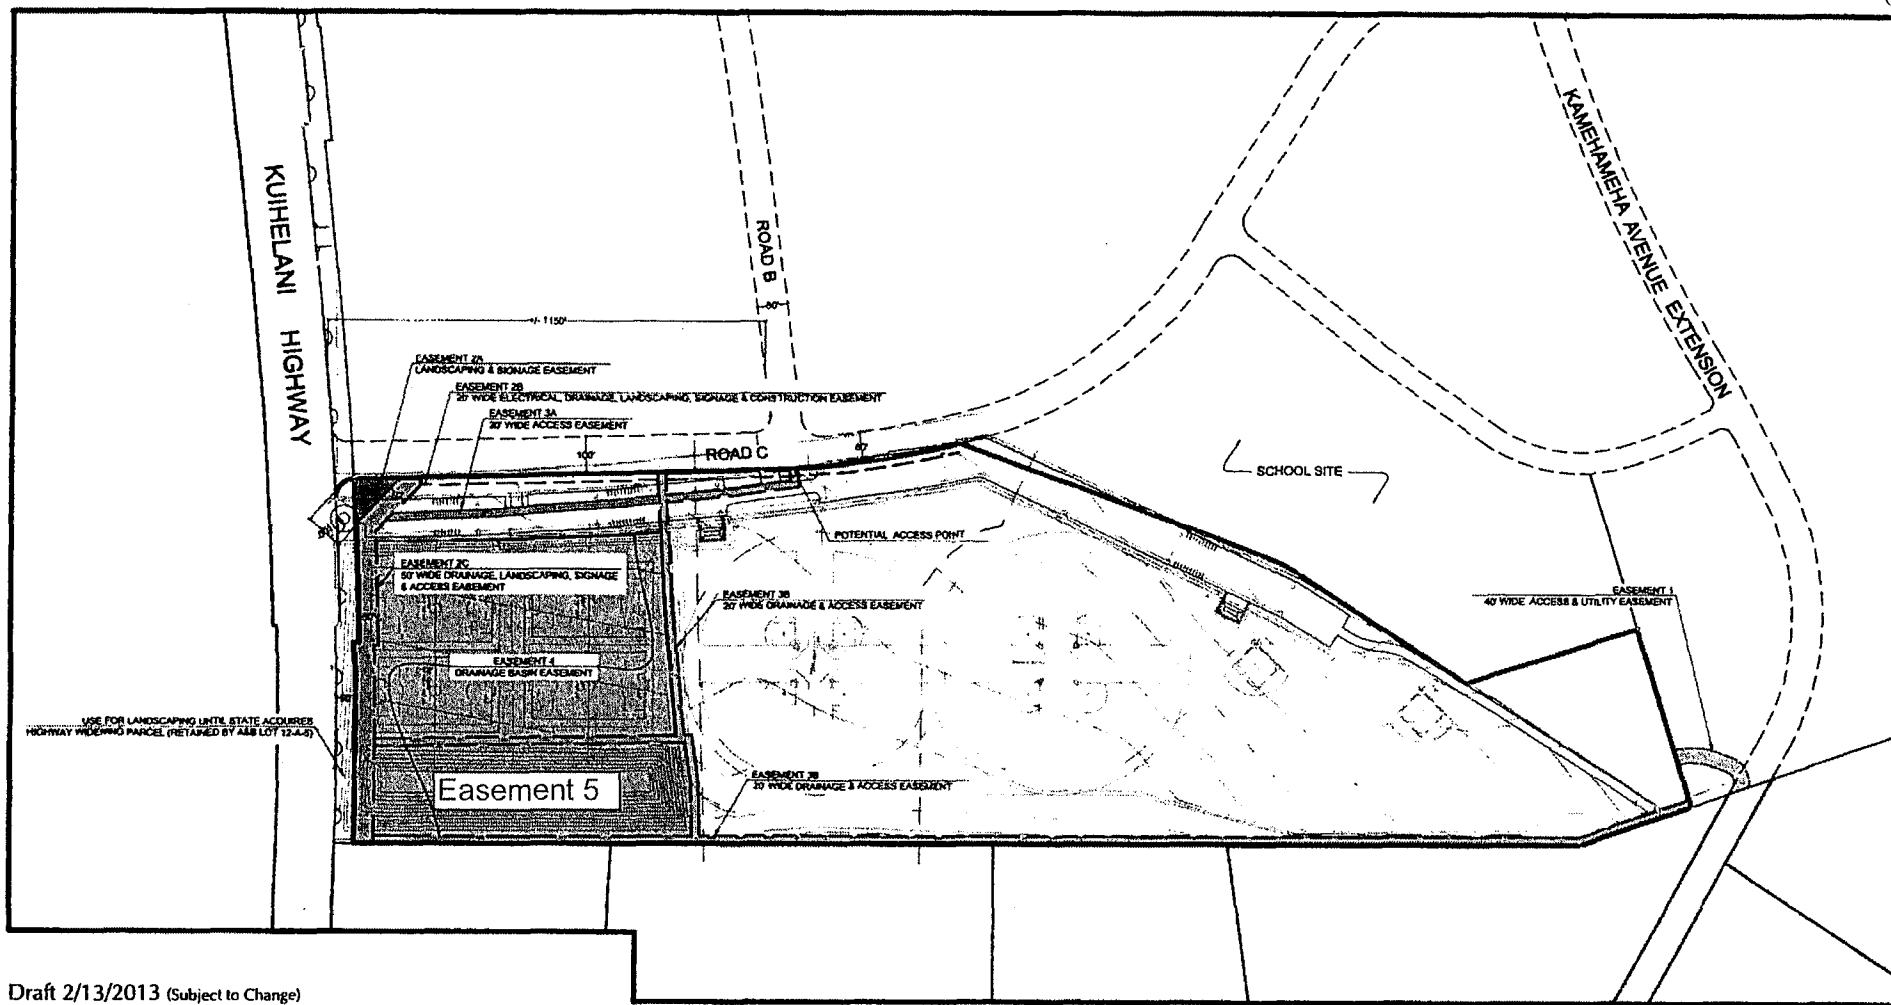 KUIHELANI HIGHWAY
ROAD B
KAMEHAMEHA AVENUE EXTENSION
+/- 1150'
EASEMENT 2A
LANDSCAPING & SIGNAGE EASEMENT
EASEMENT 2B
20' WIDE ELECTRICAL, DRAINAGE, LANDSCAPING, SIGNAGE & CONSTRUCTION EASEMENT
EASEMENT 3A
20' WIDE ACCESS EASEMENT
100'
ROAD C
SCHOOL SITE
POTENTIAL ACCESS POINT
EASEMENT 2C
50' WIDE DRAINAGE, LANDSCAPING, SIGNAGE
& ACCESS EASEMENT
EASEMENT 3B
20' WIDE DRAINAGE & ACCESS EASEMENT
EASEMENT 1
40' WIDE ACCESS & UTILITY EASEMENT
EASEMENT 4
DRAINAGE BASIN EASEMENT
USE FOR LANDSCAPING UNTIL STATE ACQUIRES
HIGHWAY WIDENING PARCEL (RETAINED BY A&B LOT 12-A-5)
Easement 5
EASEMENT 3B
20' WIDE DRAINAGE & ACCESS EASEMENT
Draft 2/13/2013 (Subject to Change)